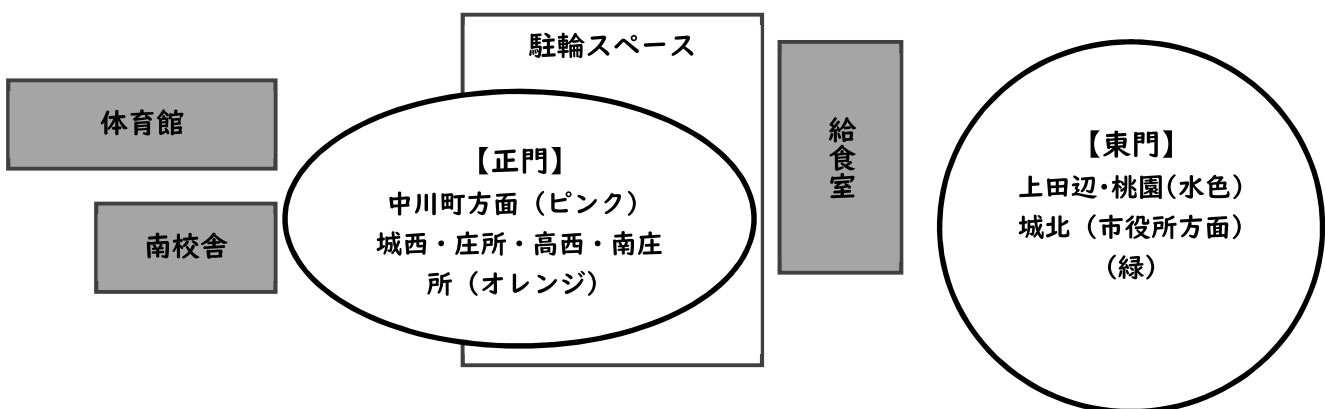 駐輪スペース
体育館
【正門】
中川町方面（ピンク）
城西・庄所・高西・南庄
所（オレンジ）
南校舎
給食室
【東門】
上田辺・桃園(水色)
城北（市役所方面）
（緑）